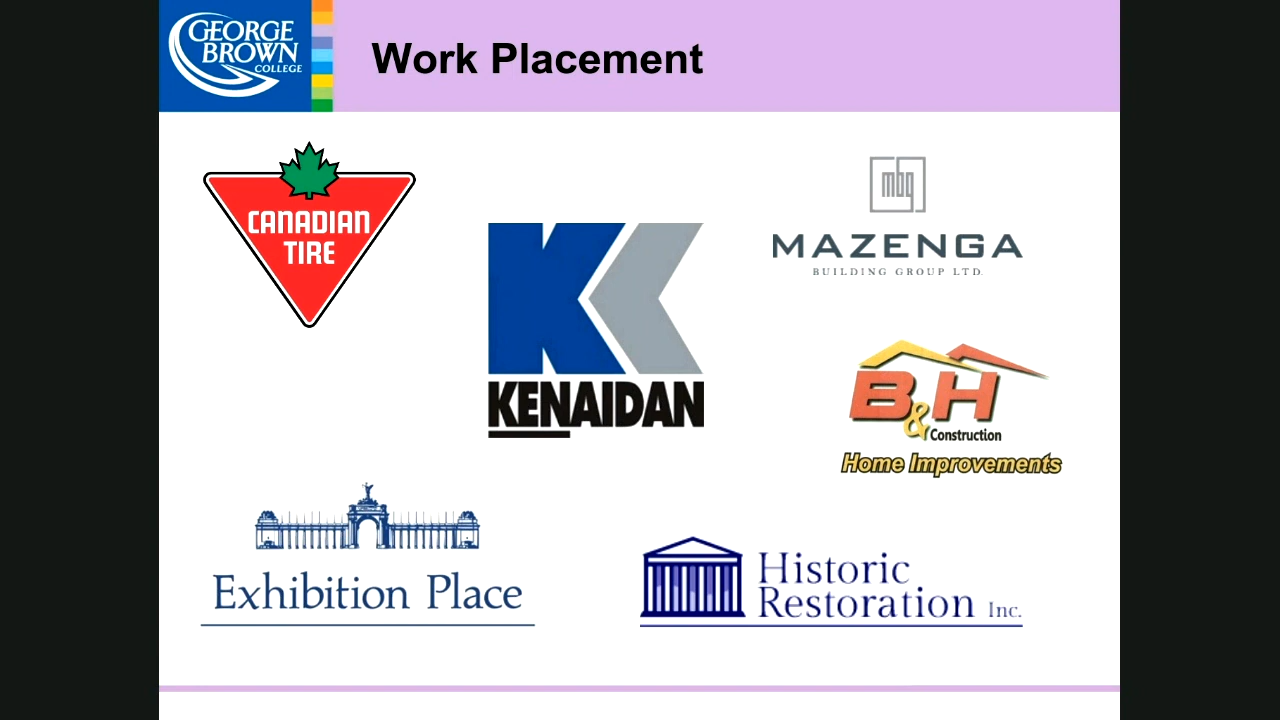 GEORGE
BROWN
COLLEGE
Work Placement
CANADIAN
TIRE
mbg
MAZENGA
BUILDING GROUP LTD.
KENAIDAN
B&H
Construction
Home Improvements
Exhibition Place
Historic
Restoration Inc.